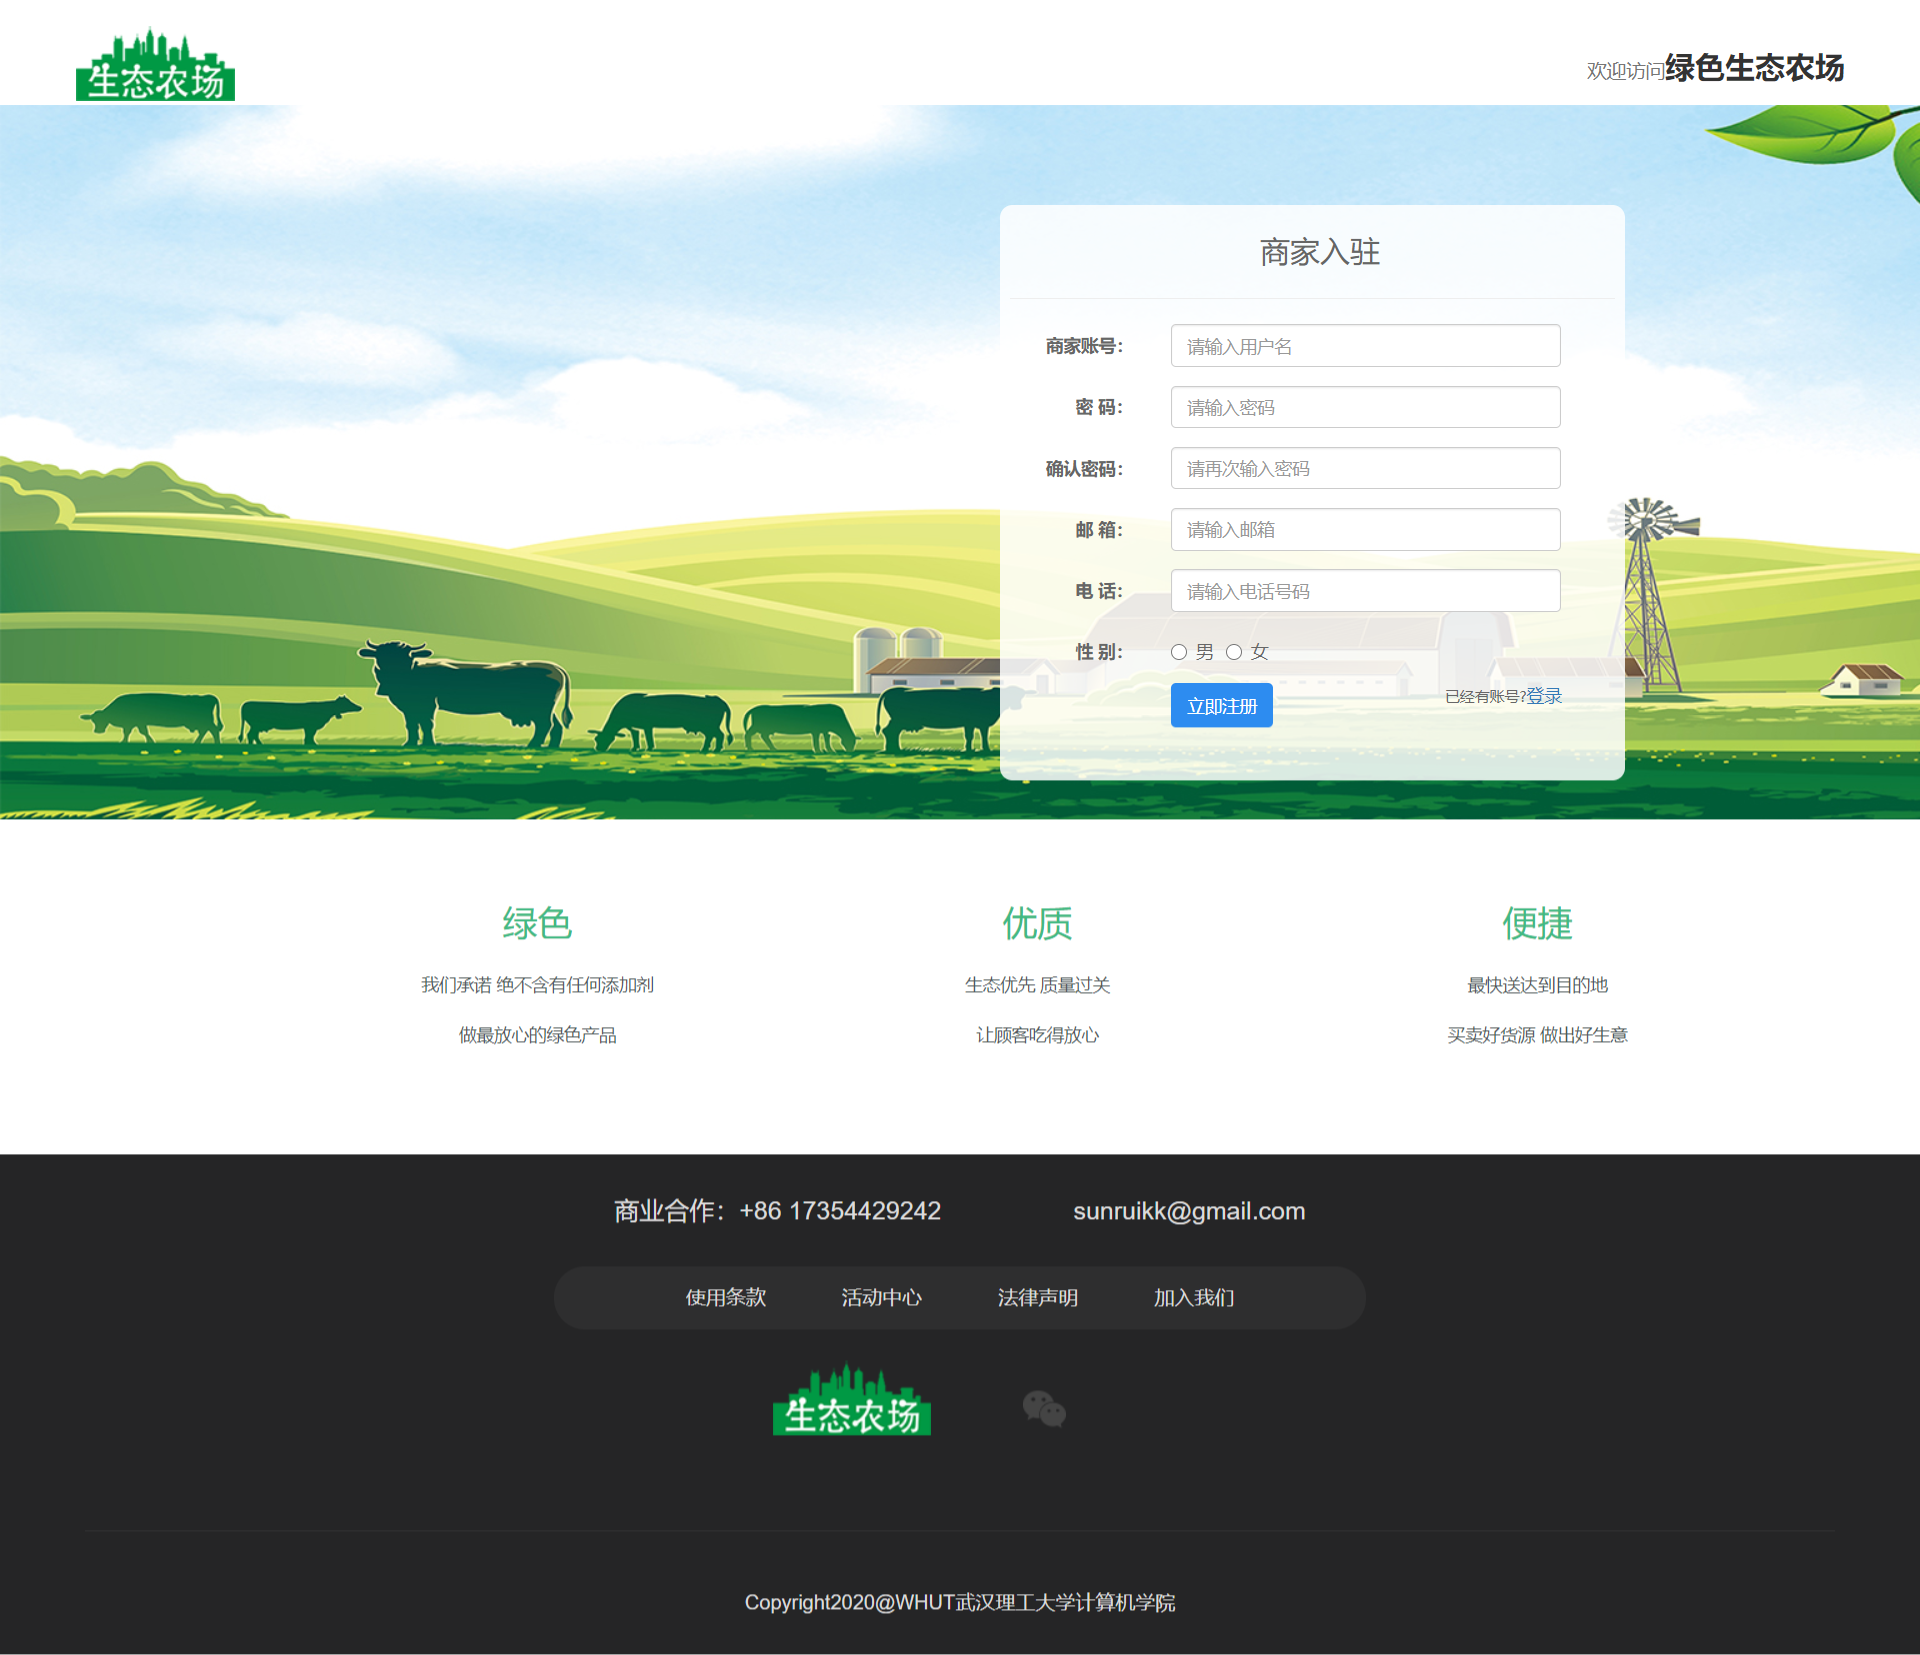 生态农场
欢迎访问绿色生态农场
商家入驻
商家账号：
请输入用户名
密 码：
请输入密码
确认密码：
请再次输入密码
邮 箱：
请输入邮箱
电 话：
请输入电话号码
性 别：
男 女
立即注册
已经有账号?登录
绿色
我们承诺 绝不含有任何添加剂
做最放心的绿色产品
优质
生态优先 质量过关
让顾客吃得放心
便捷
最快送达到目的地
买卖好货源 做出好生意
商业合作：+86 17354429242
sunruikk@gmail.com
使用条款 活动中心 法律声明 加入我们
生态农场
Copyright2020@WHUT武汉理工大学计算机学院